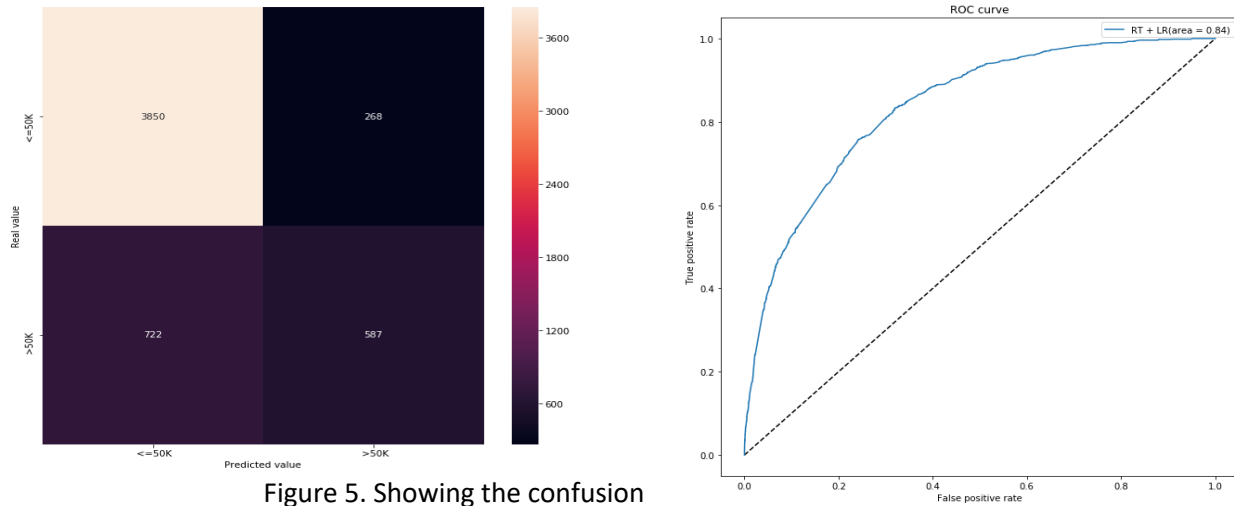 <=50K
>50K
Real value
3850
268
722
587
<=50K
>50K
Predicted value
3600
3000
2400
1800
1200
600
ROC curve
RT + LR(area = 0.84)
True positive rate
1.0
0.8
0.6
0.4
0.2
0.0
0.0
0.2
0.4
0.6
0.8
1.0
False positive rate
Figure 5. Showing the confusion